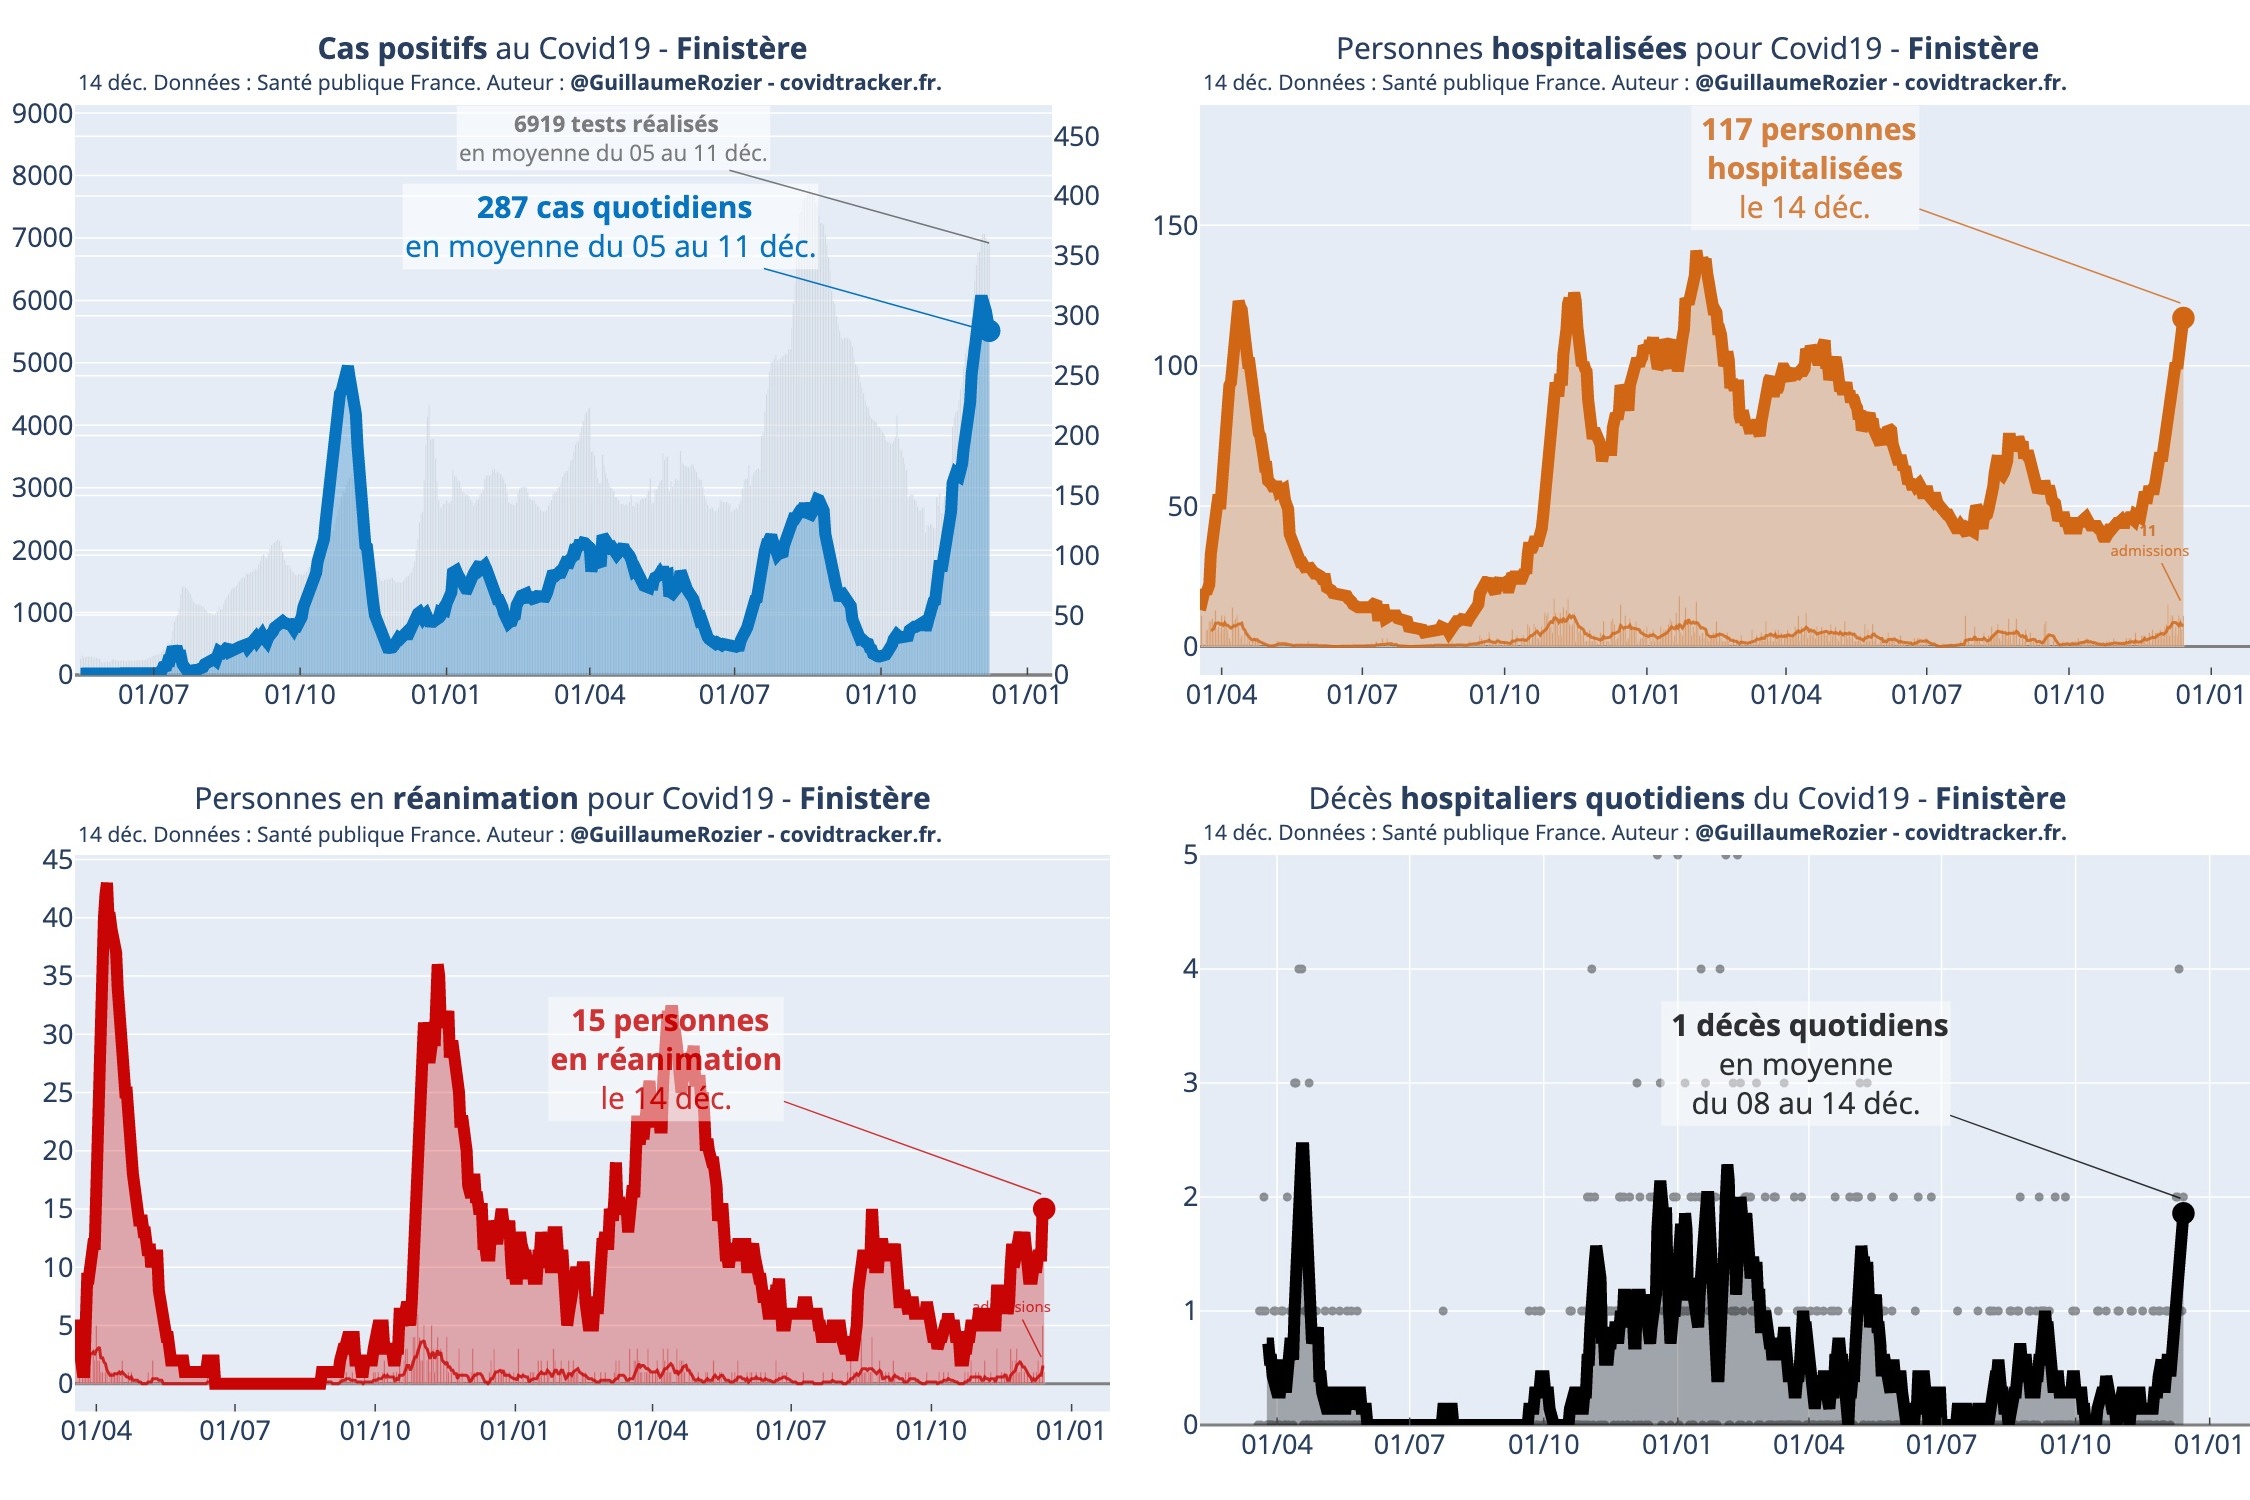 Cas positifs au Covid19 - Finistère
14 déc. Données : Santé publique France. Auteur : @GuillaumeRozier - covidtracker.fr.
6919 tests réalisés
en moyenne du 05 au 11 déc.
287 cas quotidiens
en moyenne du 05 au 11 déc.
9000
8000
7000
6000
5000
4000
3000
2000
1000
0
450
400
350
300
250
200
150
100
50
0
01/07 01/10 01/01 01/04 01/07 01/10 01/01
Personnes hospitalisées pour Covid19 - Finistère
14 déc. Données : Santé publique France. Auteur : @GuillaumeRozier - covidtracker.fr.
117 personnes
hospitalisées
le 14 déc.
150
100
50
0
11
admissions
01/04 01/07 01/10 01/01 01/04 01/07 01/10 01/01
Personnes en réanimation pour Covid19 - Finistère
14 déc. Données : Santé publique France. Auteur : @GuillaumeRozier - covidtracker.fr.
45
40
35
30
25
20
15
10
5
0
15 personnes
en réanimation
le 14 déc.
admissions
01/04 01/07 01/10 01/01 01/04 01/07 01/10 01/01
Décès hospitaliers quotidiens du Covid19 - Finistère
14 déc. Données : Santé publique France. Auteur : @GuillaumeRozier - covidtracker.fr.
5
4
3
2
1
0
1 décès quotidiens
en moyenne
du 08 au 14 déc.
01/04 01/07 01/10 01/01 01/04 01/07 01/10 01/01